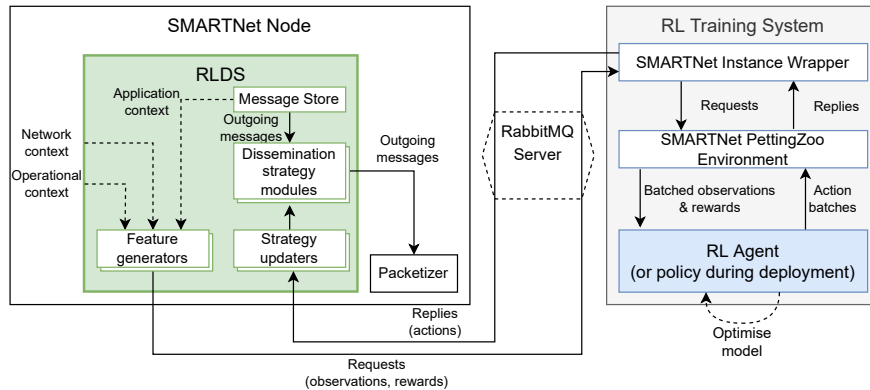 SMARTNet Node
RLDS
Application
context
Message Store
Outgoing
messages
Network
context
Operational
context
Dissemination
strategy
modules
Outgoing
messages
Feature
generators
Strategy
updaters
Packetizer
Replies
(actions)
Requests
(observations, rewards)
RabbitMQ
Server
RL Training System
SMARTNet Instance Wrapper
Requests
Replies
SMARTNet PettingZoo
Environment
Batched observations
& rewards
Action
batches
RL Agent
(or policy during deployment)
Optimise
model